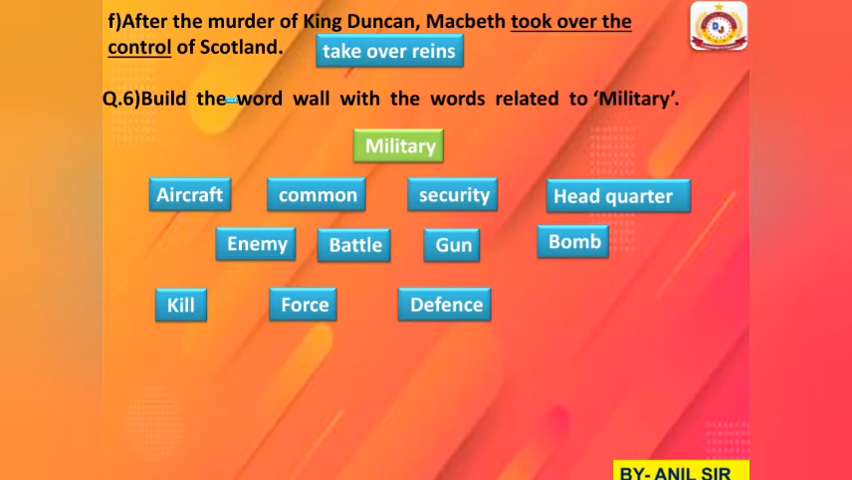 f)After the murder of King Duncan, Macbeth took over the
control of Scotland.
take over reins
Q.6)Build the word wall with the words related to ‘Military’.
Military
Aircraft common security Head quarter
Enemy Battle Gun Bomb
Kill Force Defence
DJ
BY- ANIL SIR